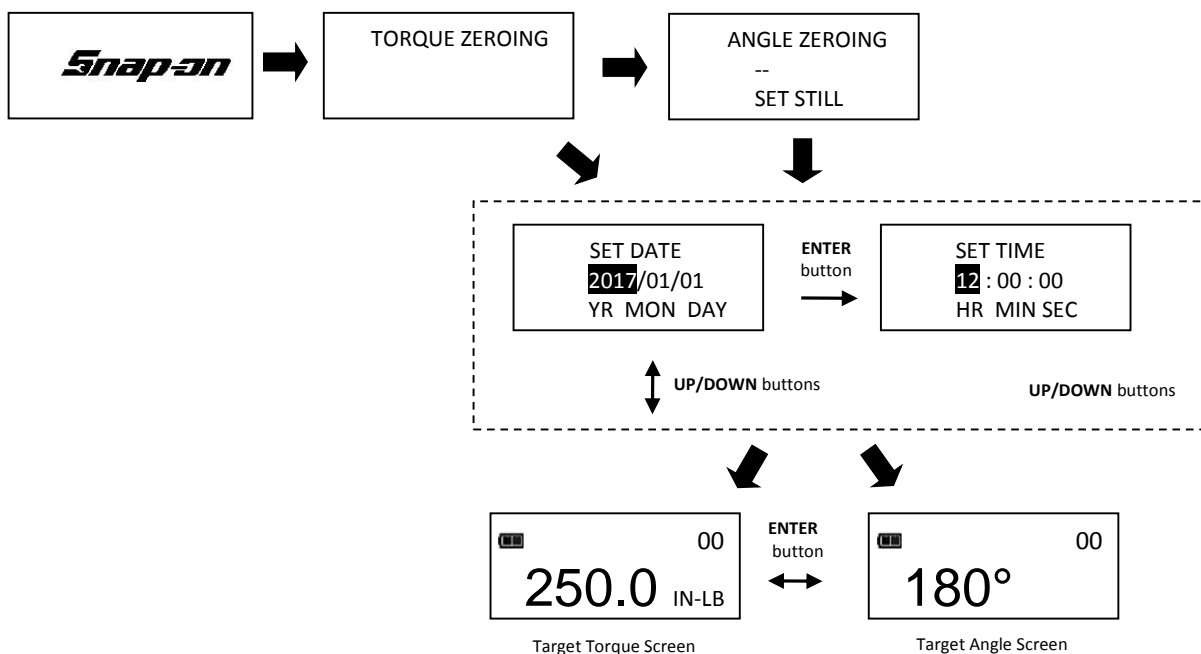 Snap-on
TORQUE ZEROING
ANGLE ZEROING
--
SET STILL
SET DATE
2017/01/01
YR MON DAY
ENTER
button
SET TIME
12 : 00 : 00
HR MIN SEC
UP/DOWN buttons
UP/DOWN buttons
00
250.0 IN-LB
Target Torque Screen
ENTER
button
00
180°
Target Angle Screen